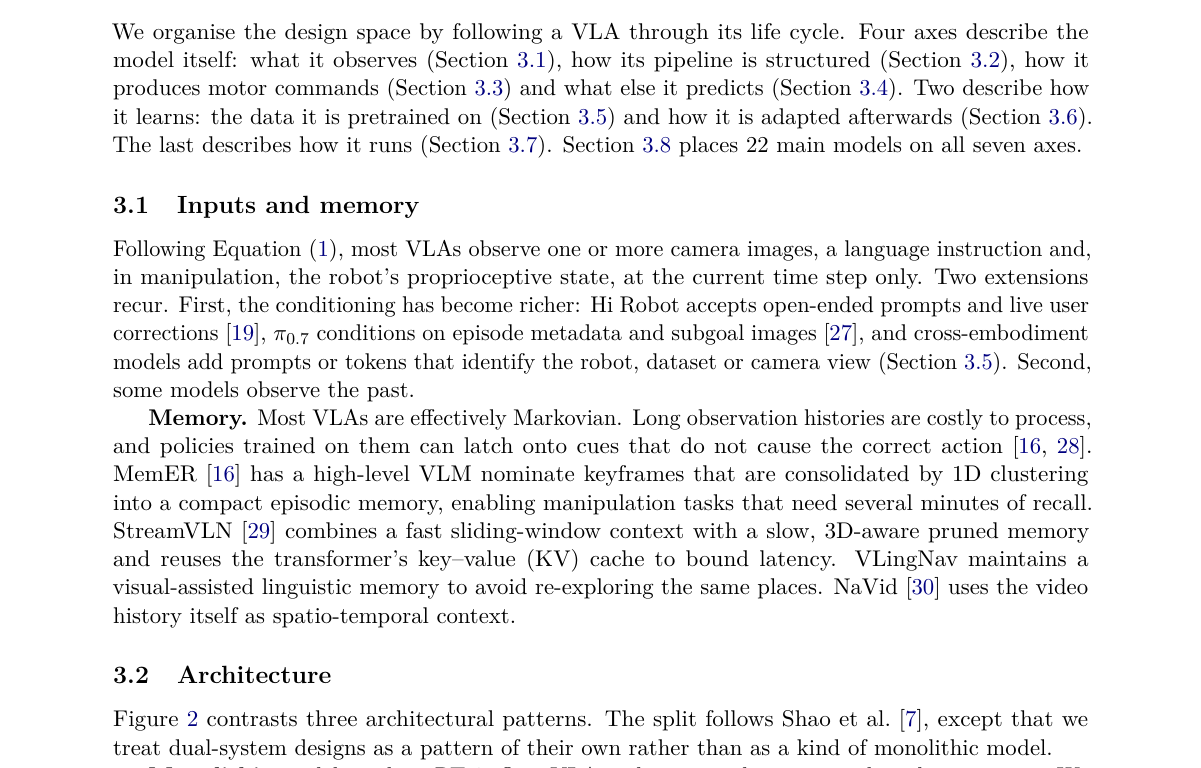 We organise the design space by following a VLA through its life cycle. Four axes describe the
model itself: what it observes (Section 3.1), how its pipeline is structured (Section 3.2), how it
produces motor commands (Section 3.3) and what else it predicts (Section 3.4). Two describe how
it learns: the data it is pretrained on (Section 3.5) and how it is adapted afterwards (Section 3.6).
The last describes how it runs (Section 3.7). Section 3.8 places 22 main models on all seven axes.
3.1 Inputs and memory
Following Equation (1), most VLAs observe one or more camera images, a language instruction and,
in manipulation, the robot's proprioceptive state, at the current time step only. Two extensions
recur. First, the conditioning has become richer: Hi Robot accepts open-ended prompts and live user
corrections [19], π0.7 conditions on episode metadata and subgoal images [27], and cross-embodiment
models add prompts or tokens that identify the robot, dataset or camera view (Section 3.5). Second,
some models observe the past.
Memory. Most VLAs are effectively Markovian. Long observation histories are costly to process,
and policies trained on them can latch onto cues that do not cause the correct action [16, 28].
MemER [16] has a high-level VLM nominate keyframes that are consolidated by 1D clustering
into a compact episodic memory, enabling manipulation tasks that need several minutes of recall.
StreamVLN [29] combines a fast sliding-window context with a slow, 3D-aware pruned memory
and reuses the transformer's key–value (KV) cache to bound latency. VLingNav maintains a
visual-assisted linguistic memory to avoid re-exploring the same places. NaVid [30] uses the video
history itself as spatio-temporal context.
3.2 Architecture
Figure 2 contrasts three architectural patterns. The split follows Shao et al. [7], except that we
treat dual-system designs as a pattern of their own rather than as a kind of monolithic model.